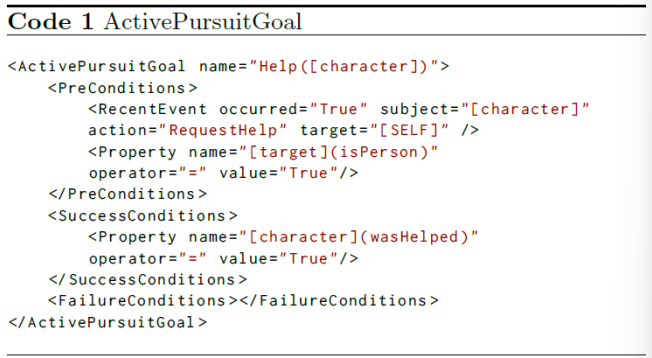 Code 1 ActivePursuitGoal
<ActivePursuitGoal name="Help([character])">
<PreConditions>
<RecentEvent occurred="True" subject="[character]"
action="RequestHelp" target="[SELF]" />
<Property name="[target](isPerson)"
operator="=" value="True"/>
</PreConditions>
<SuccessConditions>
<Property name="[character](wasHelped)"
operator="=" value="True"/>
</SuccessConditions>
<FailureConditions></FailureConditions>
</ActivePursuitGoal>